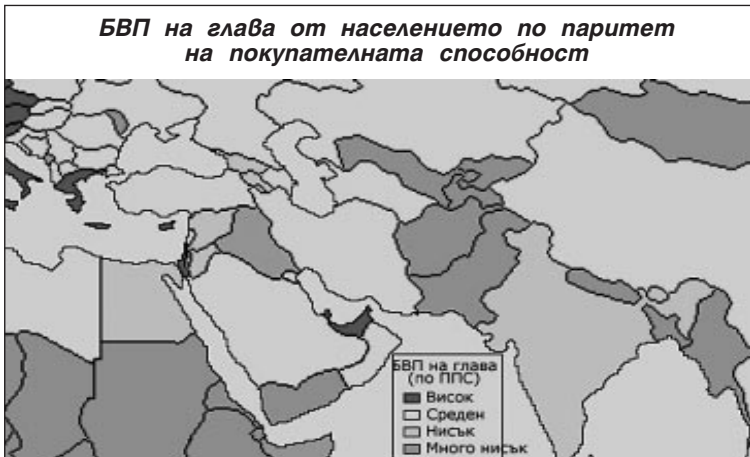 БВП на глава от населението по паритет
на покупателната способност
БВП на глава
(по ППС)
Висок
Среден
Нисък
Много нисък